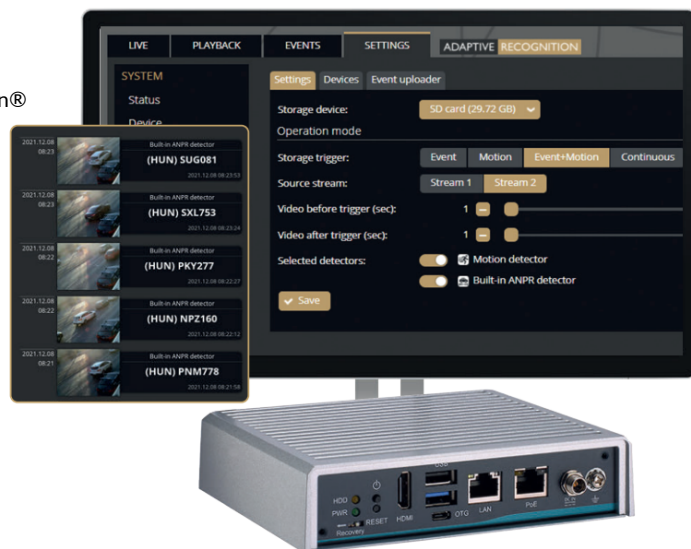 n®
LIVE PLAYBACK EVENTS SETTINGS ADAPTIVE RECOGNITION
SYSTEM
Status
Device
Settings Devices Event uploader
Storage device: SD card (29.72 GB)
Operation mode
Storage trigger: Event Motion Event+Motion Continuous
Source stream: Stream 1 Stream 2
Video before trigger (sec): 1
Video after trigger (sec): 1
Selected detectors: Motion detector
Built-in ANPR detector
Save
2021.12.08
08:23
Built-in ANPR detector
(HUN) SUG081
2021.12.08 08:23:53
2021.12.08
08:23
Built-in ANPR detector
(HUN) SXL753
2021.12.08 08:23:24
2021.12.08
08:22
Built-in ANPR detector
(HUN) PKY277
2021.12.08 08:22:27
2021.12.08
08:22
Built-in ANPR detector
(HUN) NPZ160
2021.12.08 08:22:12
2021.12.08
08:21
Built-in ANPR detector
(HUN) PNM778
2021.12.08 08:21:58
USB
HDD
PWR
RESET
Recovery
HDMI
OTG
LAN
PoE